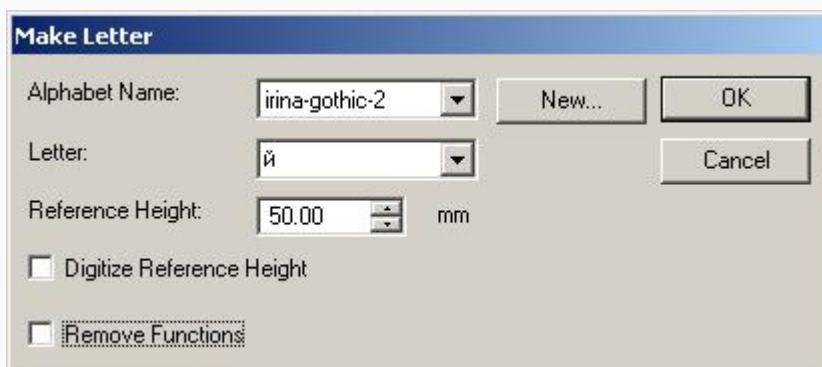 Make Letter
Alphabet Name: irina-gothic-2 New... OK
Letter: й Cancel
Reference Height: 50.00 mm
Digitize Reference Height
Remove Functions